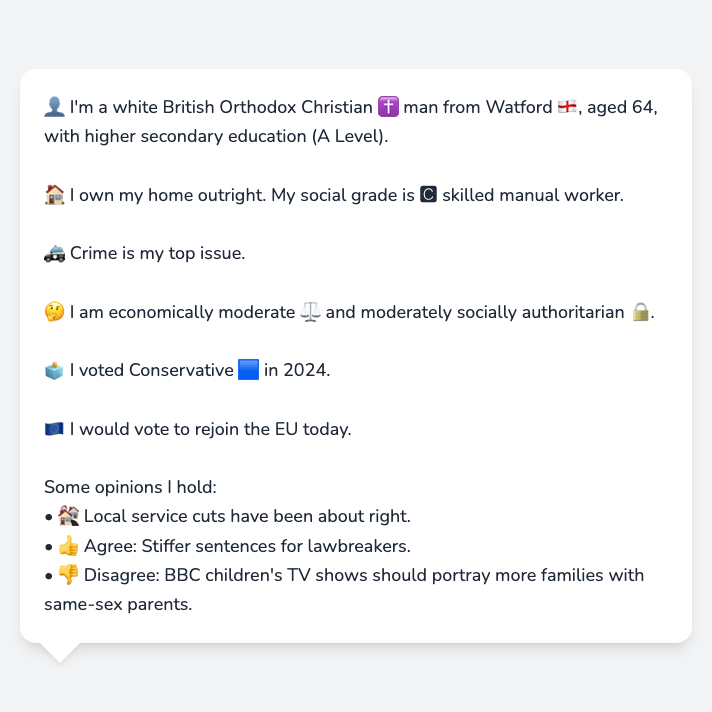 👤 I'm a white British Orthodox Christian ✝️ man from Watford 🏴󠁧󠁢󠁥󠁮󠁧󠁿, aged 64,
with higher secondary education (A Level).
🏠 I own my home outright. My social grade is 🅲 skilled manual worker.
🚓 Crime is my top issue.
🤔 I am economically moderate ⚖️ and moderately socially authoritarian 🔒.
🗳️ I voted Conservative 🟦 in 2024.
🇪🇺 I would vote to rejoin the EU today.
Some opinions I hold:
• 🏘️ Local service cuts have been about right.
• 👍 Agree: Stiffer sentences for lawbreakers.
• 👎 Disagree: BBC children's TV shows should portray more families with
same-sex parents.